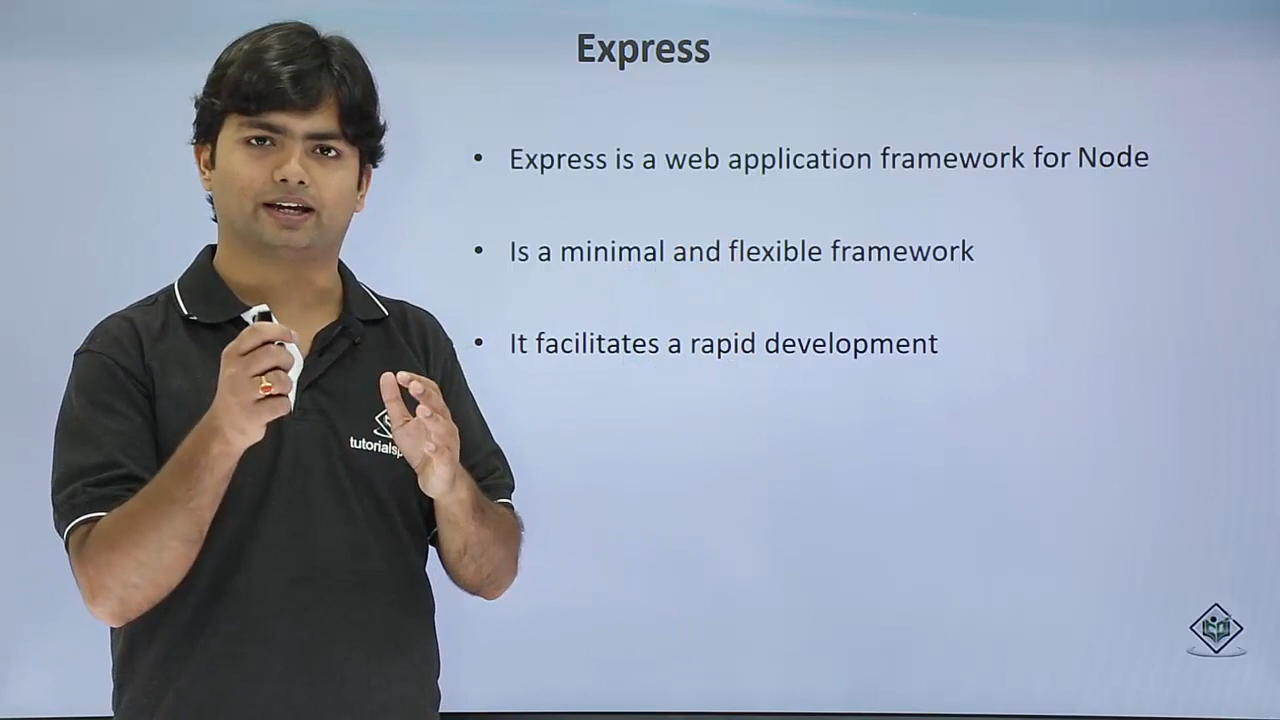 Express
• Express is a web application framework for Node
• Is a minimal and flexible framework
• It facilitates a rapid development